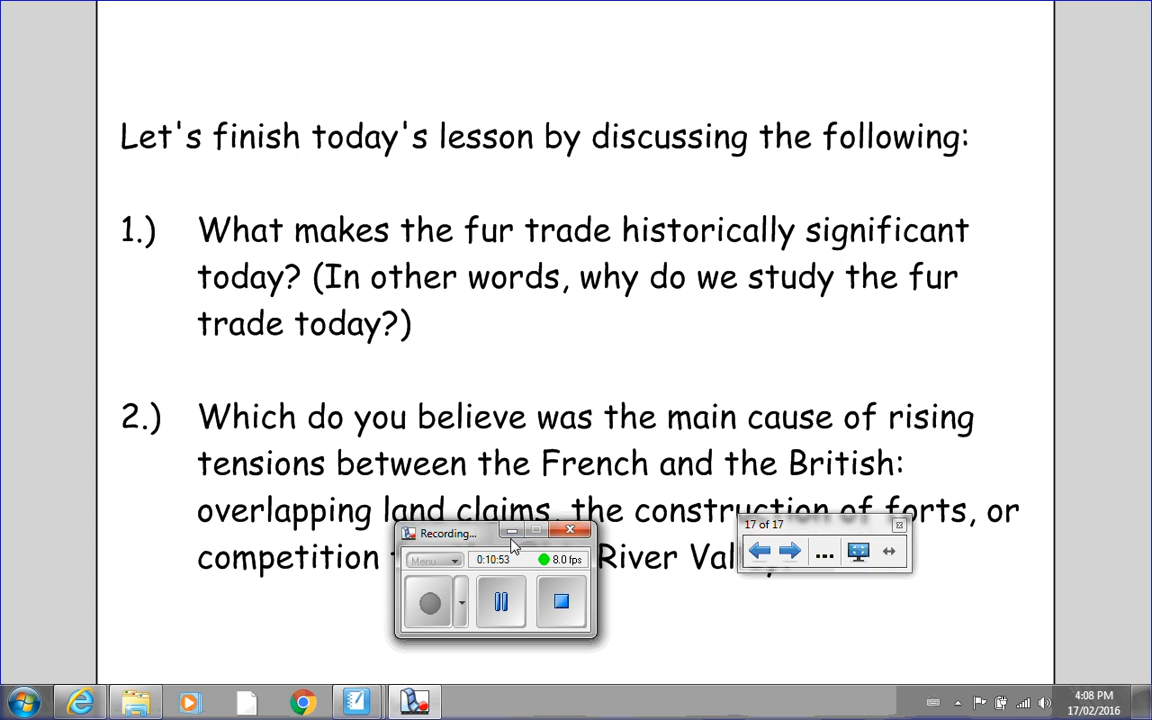 Let's finish today's lesson by discussing the following:
1.) What makes the fur trade historically significant
today? (In other words, why do we study the fur
trade today?)
2.) Which do you believe was the main cause of rising
tensions between the French and the British:
overlapping land claims, the construction of forts, or
competition River
Recording...
Menu 0:10:53 8.0 fps
17 of 17
...
4:08 PM
17/02/2016